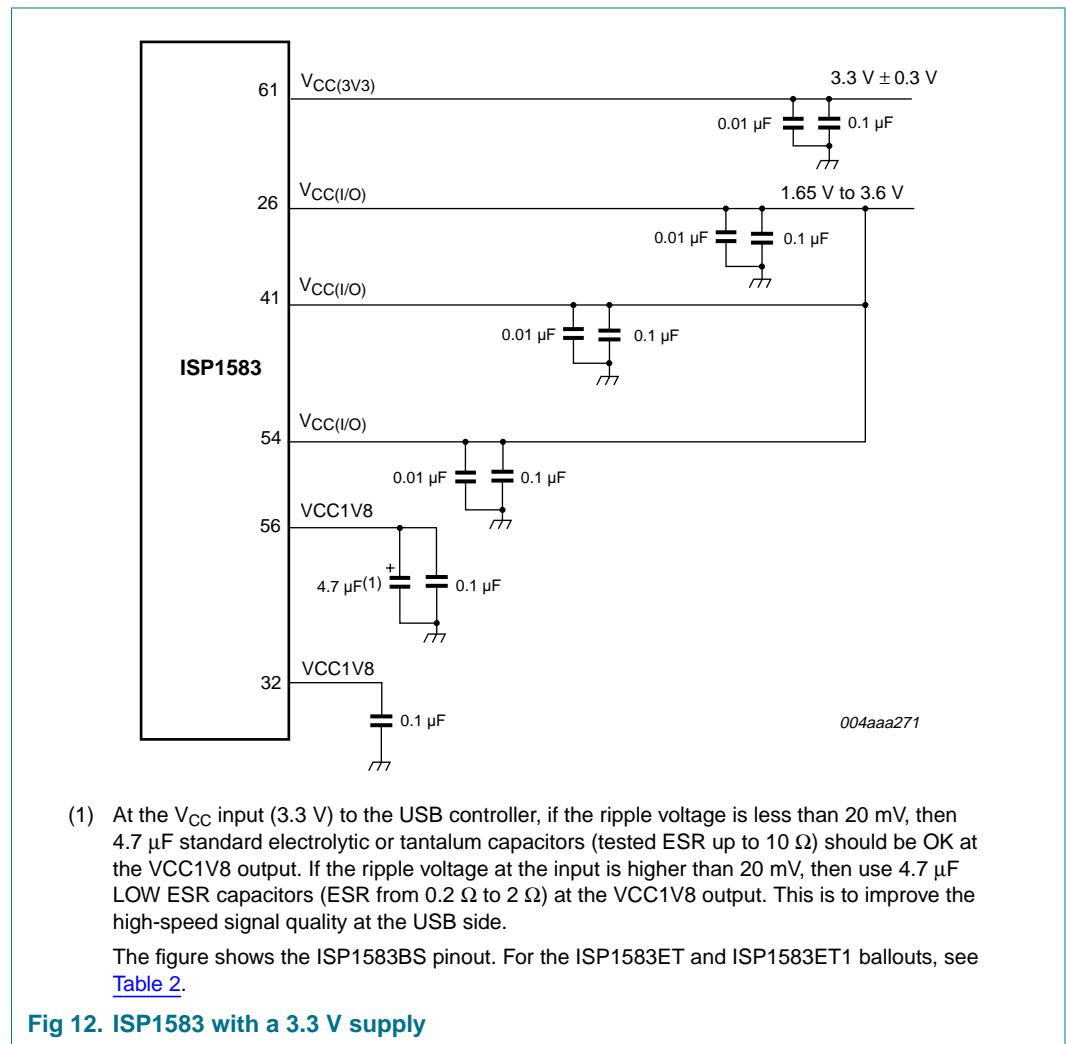 61 VCC(3V3) 3.3 V ± 0.3 V
0.01 µF 0.1 µF
26 VCC(I/O) 1.65 V to 3.6 V
0.01 µF 0.1 µF
41 VCC(I/O)
0.01 µF 0.1 µF
ISP1583
54 VCC(I/O)
0.01 µF 0.1 µF
56 VCC1V8
+
4.7 µF(1) 0.1 µF
32 VCC1V8
0.1 µF
004aaa271
(1) At the VCC input (3.3 V) to the USB controller, if the ripple voltage is less than 20 mV, then
4.7 µF standard electrolytic or tantalum capacitors (tested ESR up to 10 Ω) should be OK at
the VCC1V8 output. If the ripple voltage at the input is higher than 20 mV, then use 4.7 µF
LOW ESR capacitors (ESR from 0.2 Ω to 2 Ω) at the VCC1V8 output. This is to improve the
high-speed signal quality at the USB side.
The figure shows the ISP1583BS pinout. For the ISP1583ET and ISP1583ET1 ballouts, see
Table 2.
Fig 12. ISP1583 with a 3.3 V supply